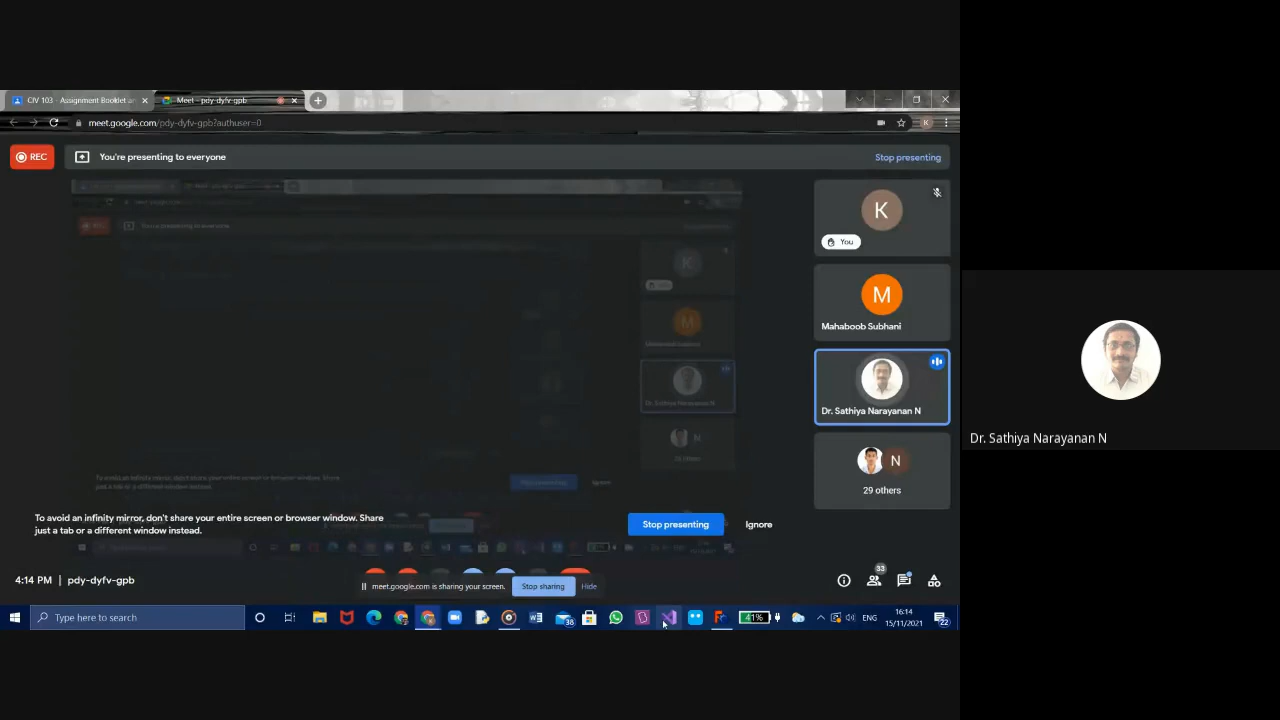 CIV 103 - Assignment Booklet a
Meet - pdy-dyfv-gpb
meet.google.com/pdy-dyfv-gpb?authuser=0
K
REC
You're presenting to everyone
Stop presenting
K
You
M
Mahaboob Subhani
Dr. Sathiya Narayanan N
N
29 others
Dr. Sathiya Narayanan N
To avoid an infinity mirror, don't share your entire screen or browser window. Share
just a tab or a different window instead.
Stop presenting
Ignore
4:14 PM | pdy-dyfv-gpb
meet.google.com is sharing your screen.
Stop sharing
Hide
33
Type here to search
41%
ENG
16:14
15/11/2021
22